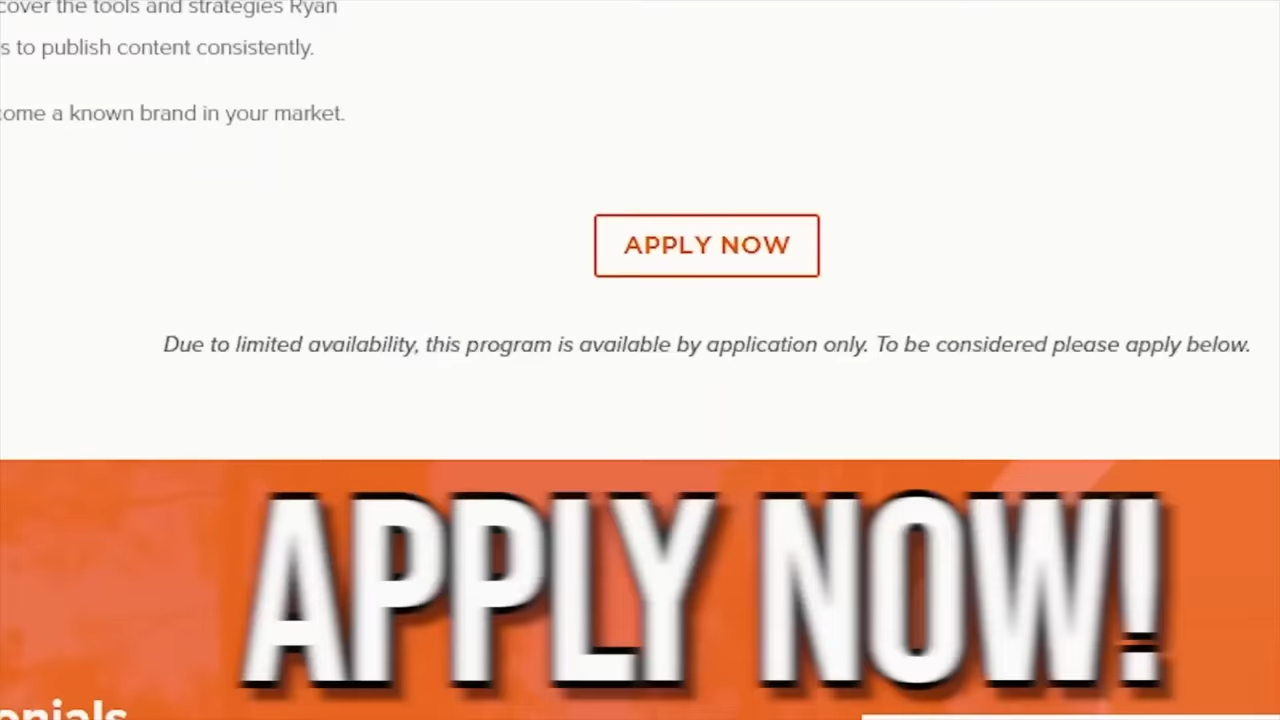 cover the tools and strategies Ryan
s to publish content consistently.
come a known brand in your market.
APPLY NOW
Due to limited availability, this program is available by application only. To be considered please apply below.
APPLY NOW!
onials